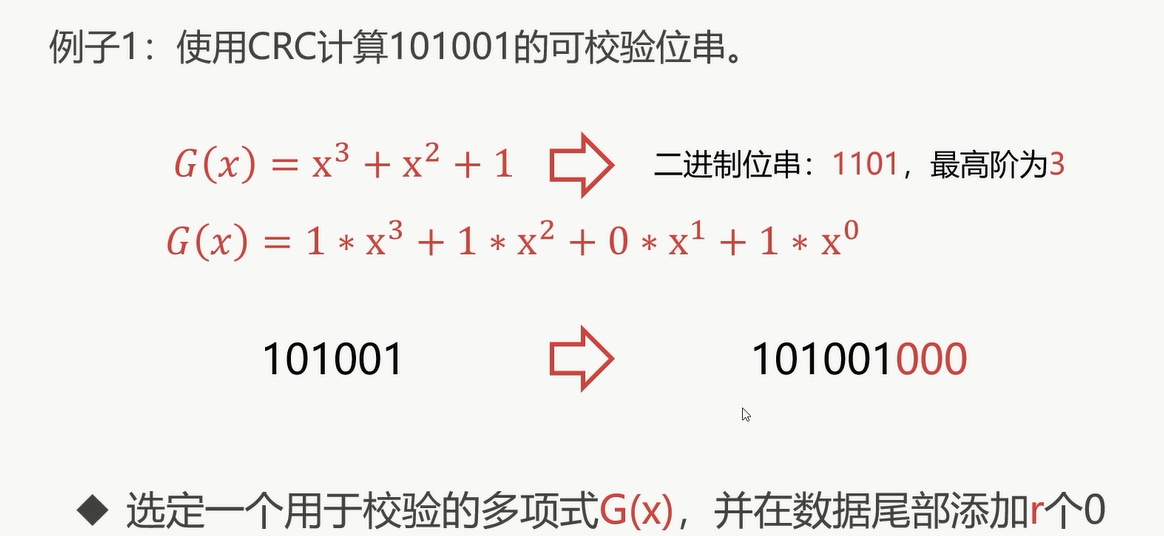 例子1：使用CRC计算101001的可校验位串。
G(x) = x³ + x² + 1 二进制位串：1101，最高阶为3
G(x) = 1 ∗ x³ + 1 ∗ x² + 0 ∗ x¹ + 1 ∗ x⁰
101001 101001000
选定一个用于校验的多项式G(x)，并在数据尾部添加r个0